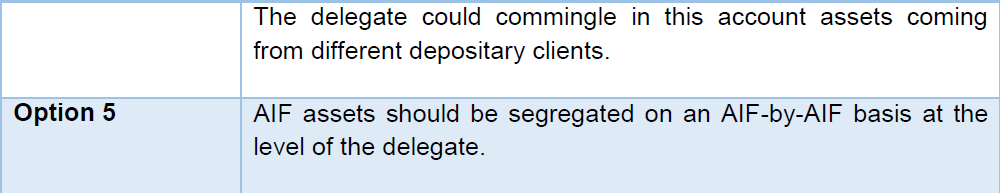 The delegate could commingle in this account assets coming
from different depositary clients.
Option 5
AIF assets should be segregated on an AIF-by-AIF basis at the
level of the delegate.